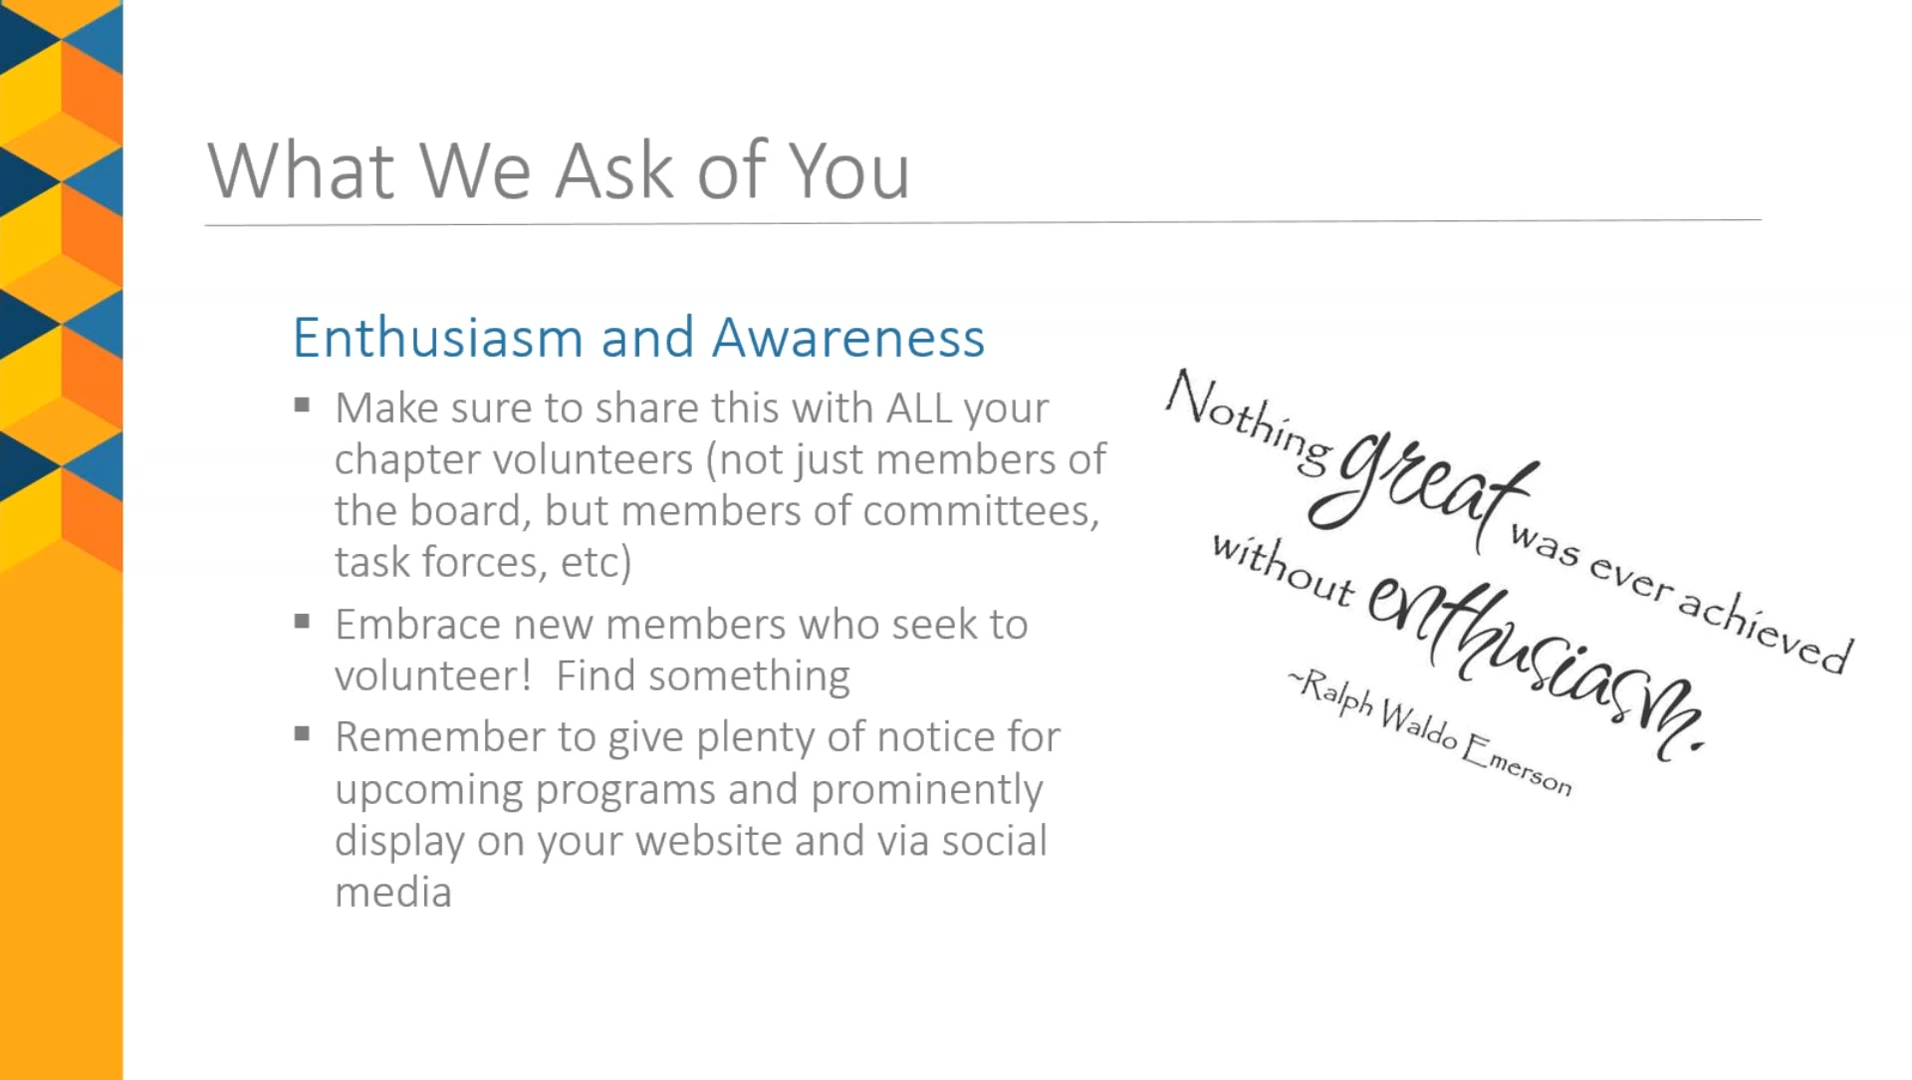 What We Ask of You
Enthusiasm and Awareness
▪ Make sure to share this with ALL your
chapter volunteers (not just members of
the board, but members of committees,
task forces, etc)
▪ Embrace new members who seek to
volunteer!  Find something
▪ Remember to give plenty of notice for
upcoming programs and prominently
display on your website and via social
media
Nothing great was ever achieved
without enthusiasm.
~Ralph Waldo Emerson